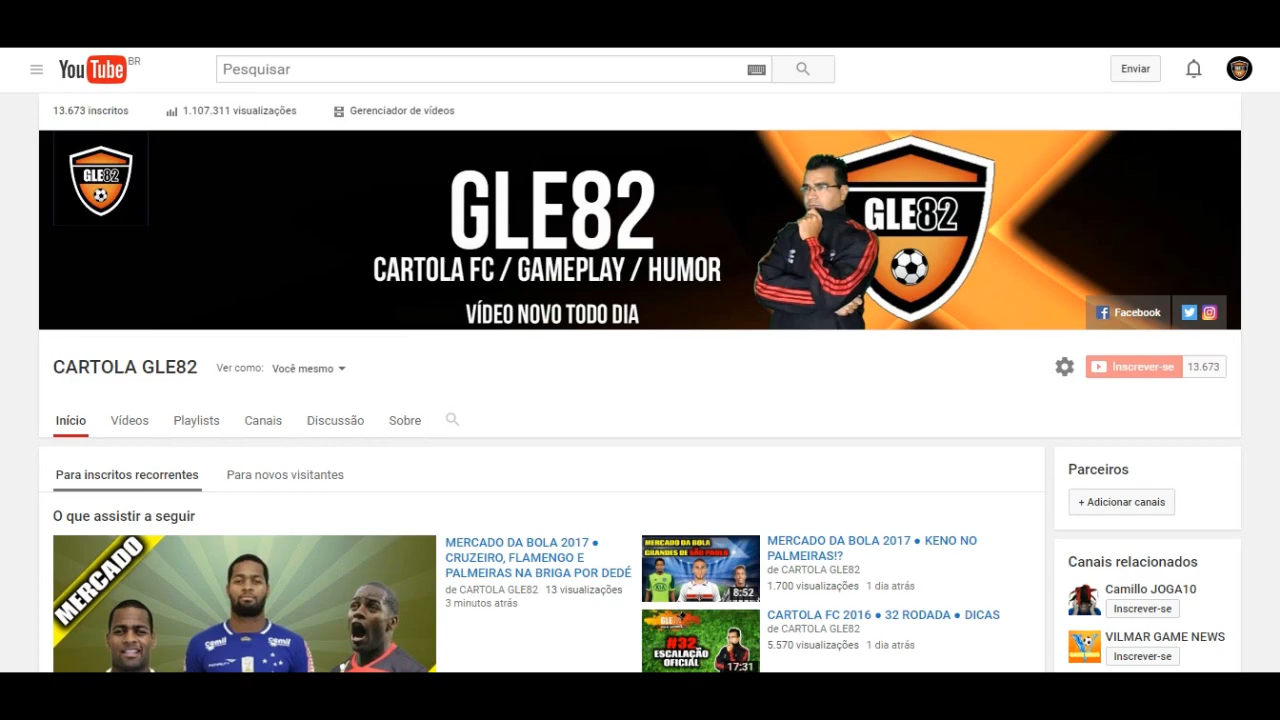 YouTube BR
Pesquisar
Enviar
13.673 inscritos
1.107.311 visualizações
Gerenciador de vídeos
GLE82
GLE82
CARTOLA FC / GAMEPLAY / HUMOR
VÍDEO NOVO TODO DIA
GLE82
Facebook
CARTOLA GLE82
Ver como:
Você mesmo
Inscrever-se
13.673
Início
Vídeos
Playlists
Canais
Discussão
Sobre
Para inscritos recorrentes
Para novos visitantes
O que assistir a seguir
MERCADO
Cemil
Cemil
MERCADO DA BOLA 2017 ●
CRUZEIRO, FLAMENGO E
PALMEIRAS NA BRIGA POR DEDÉ
de CARTOLA GLE82 13 visualizações
3 minutos atrás
MERCADO DA BOLA
GRANDES DE SÃO PAULO
8:52
MERCADO DA BOLA 2017 ● KENO NO
PALMEIRAS!?
de CARTOLA GLE82
1.700 visualizações 1 dia atrás
#32
ESCALAÇÃO
OFICIAL
17:31
CARTOLA FC 2016 ● 32 RODADA ● DICAS
de CARTOLA GLE82
5.570 visualizações 1 dia atrás
Parceiros
+ Adicionar canais
Canais relacionados
Camillo JOGA10
Inscrever-se
VILMAR GAME NEWS
Inscrever-se